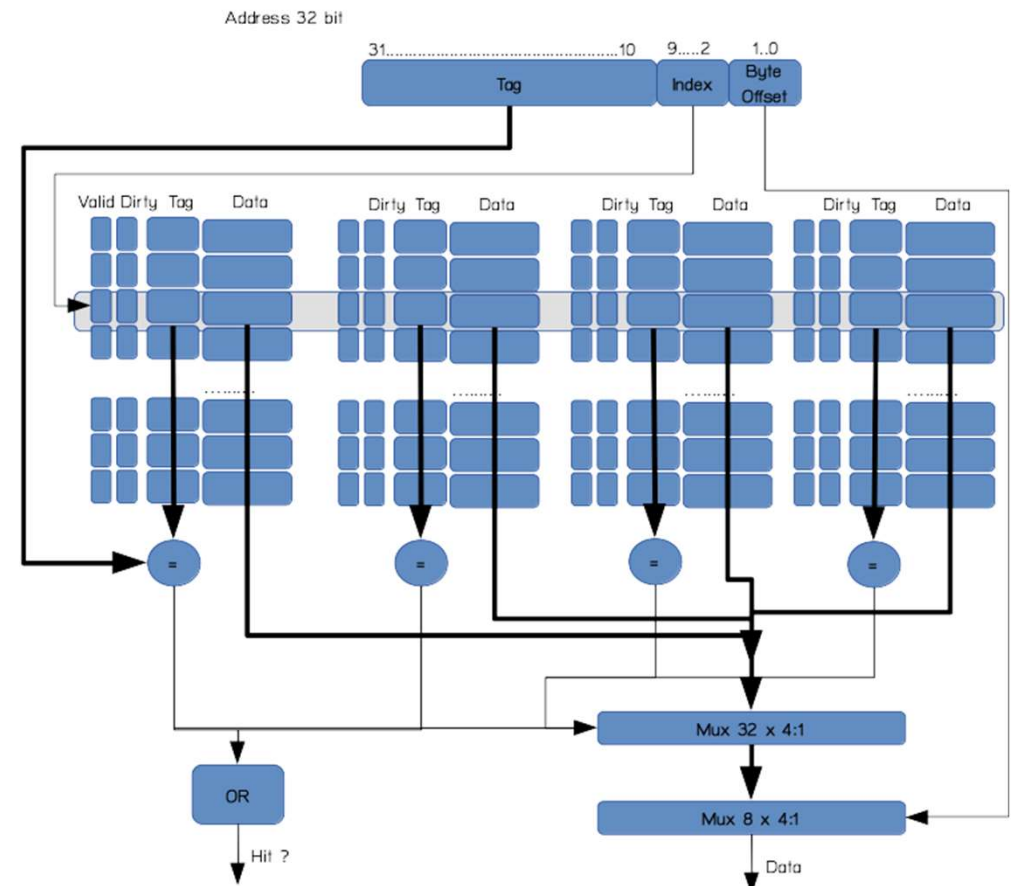 Address 32 bit
31...............................................10 9.....2 1..0
Tag Index Byte
Offset
Valid Dirty Tag Data Dirty Tag Data Dirty Tag Data Dirty Tag Data
.......... .......... .......... ..........
= = = =
Mux 32 x 4:1
OR
Mux 8 x 4:1
Hit ?
Data